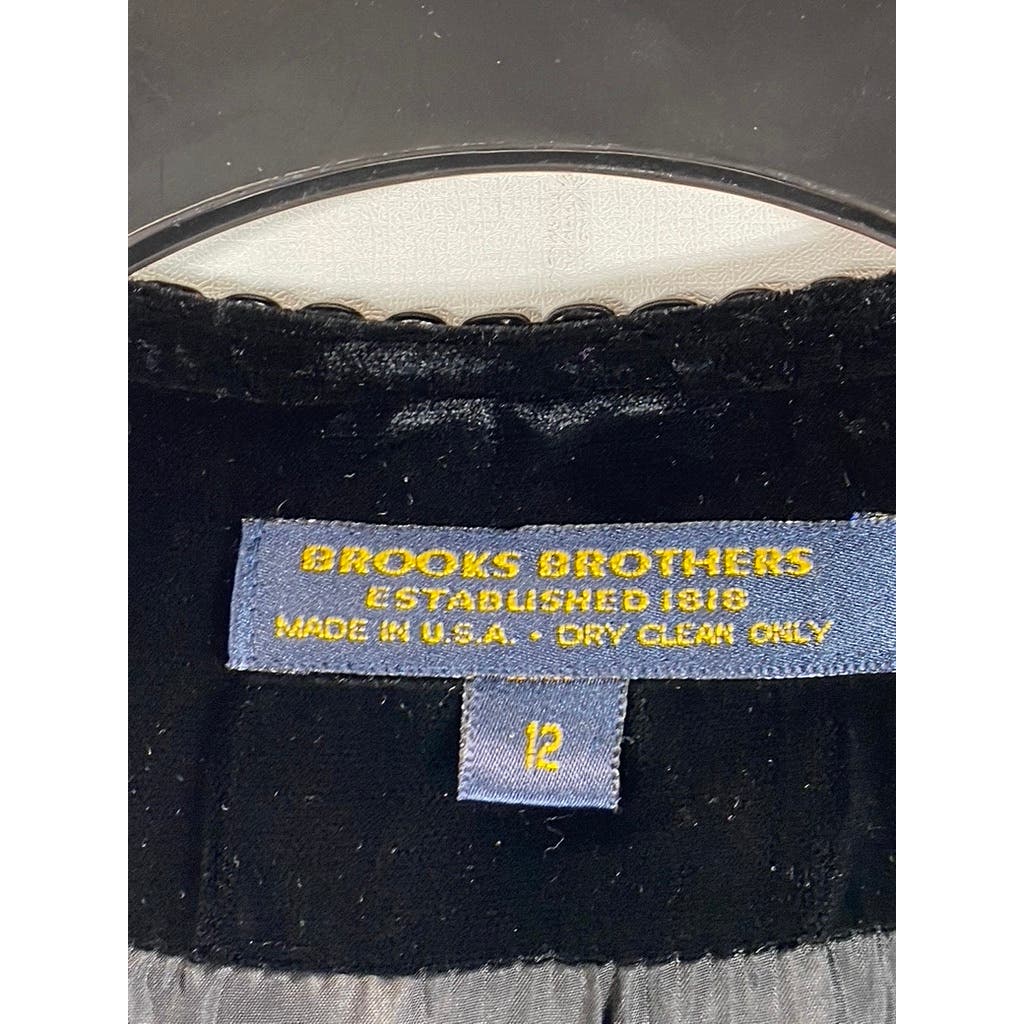 BROOKS BROTHERS
ESTABLISHED 1818
MADE IN U.S.A. · DRY CLEAN ONLY
12